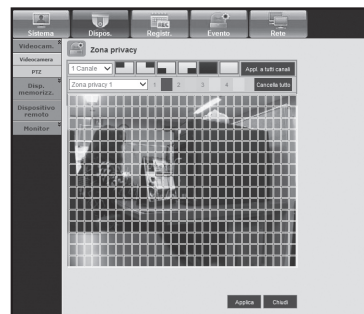 Sistema
Dispos.
Registr.
Evento
Rete
Videocam.
Videocamera
PTZ
Disp.
memorizz.
Dispositivo
remoto
Monitor
Zona privacy
1 Canale
Appl. a tutti canali
Zona privacy 1
1
2
3
4
Cancella tutto
Applica
Chiudi